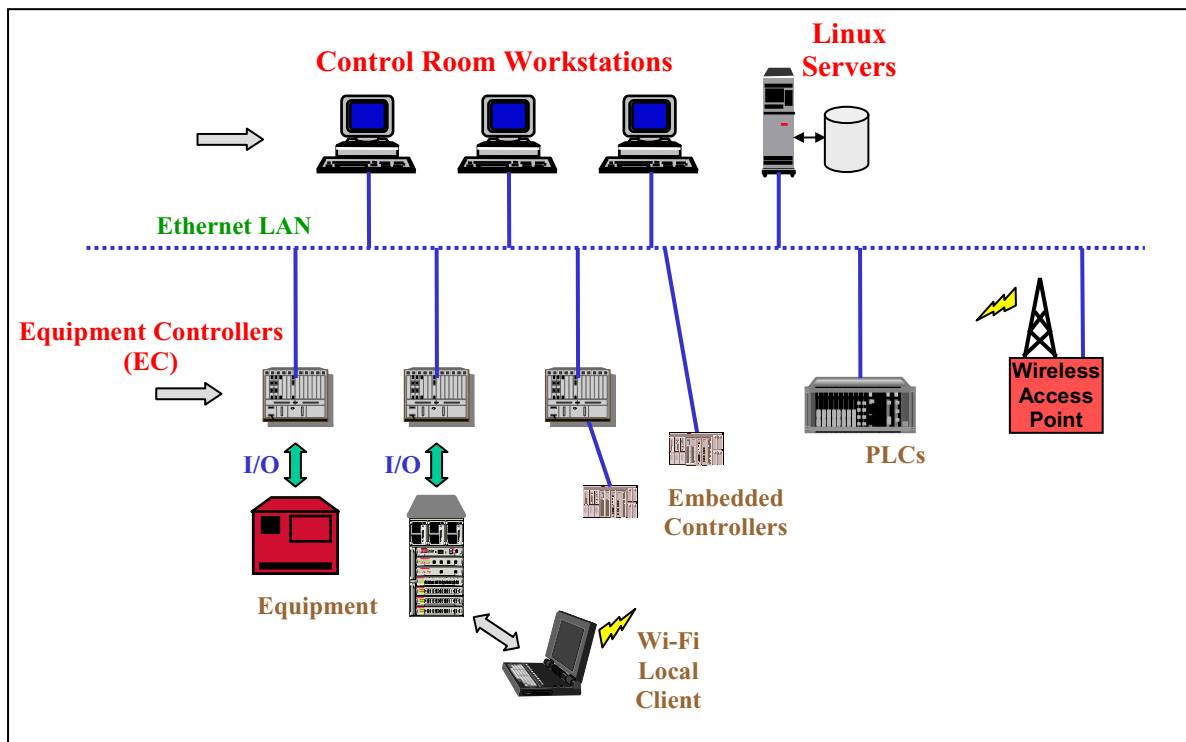 Linux
Servers
Control Room Workstations
Ethernet LAN
Equipment Controllers
(EC)
Wireless
Access
Point
PLCs
I/O
I/O
Embedded
Controllers
Equipment
Wi-Fi
Local
Client